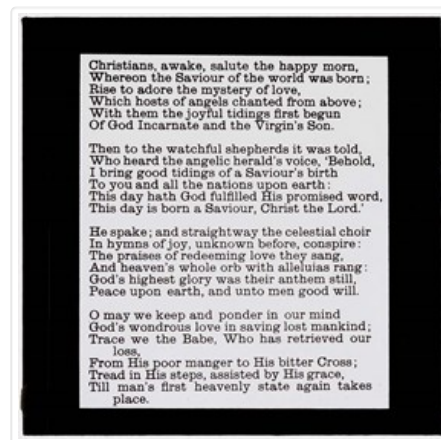 Christians, awake, salute the happy morn,
Whereon the Saviour of the world was born;
Rise to adore the mystery of love,
Which hosts of angels chanted from above;
With them the joyful tidings first begun
Of God Incarnate and the Virgin's Son.
Then to the watchful shepherds it was told,
Who heard the angelic herald's voice, 'Behold,
I bring good tidings of a Saviour's birth
To you and all the nations upon earth:
This day hath God fulfilled His promised word,
This day is born a Saviour, Christ the Lord.'
He spake; and straightway the celestial choir
In hymns of joy, unknown before, conspire:
The praises of redeeming love they sang,
And heaven's whole orb with alleluias rang:
God's highest glory was their anthem still,
Peace upon earth, and unto men good will.
O may we keep and ponder in our mind
God's wondrous love in saving lost mankind;
Trace we the Babe, Who has retrieved our
loss,
From His poor manger to His bitter Cross;
Tread in His steps, assisted by His grace,
Till man's first heavenly state again takes
place.